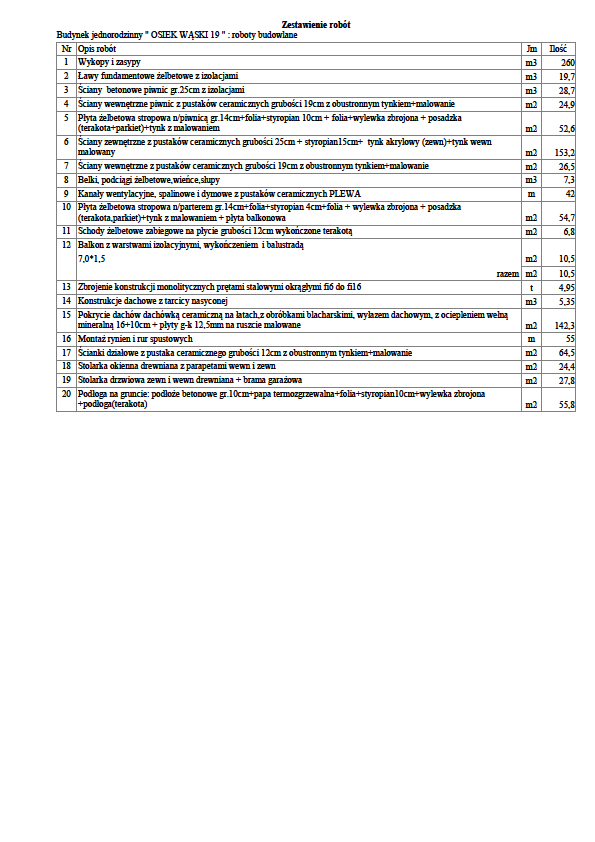 Zestawienie robót
Budynek jednorodzinny " OSIEK WĄSKI 19 " : roboty budowlane
Nr Opis robót Jm Ilość
1 Wykopy i zasypy m3 260
2 Ławy fundamentowe żelbetowe z izolacjami m3 19,7
3 Ściany betonowe piwnic gr.25cm z izolacjami m3 28,7
4 Ściany wewnętrzne piwnic z pustaków ceramicznych grubości 19cm z obustronnym tynkiem+malowanie m2 24,9
5 Płyta żelbetowa stropowa n/piwnicą gr.14cm+folia+styropian 10cm + folia+wylewka zbrojona + posadzka
(terakota+parkiet)+tynk z malowaniem m2 52,6
6 Ściany zewnętrzne z pustaków ceramicznych grubości 25cm + styropian15cm+ tynk akrylowy (zewn)+tynk wewn
malowany m2 153,2
7 Ściany wewnętrzne z pustaków ceramicznych grubości 19cm z obustronnym tynkiem+malowanie m2 26,5
8 Belki, podciągi żelbetowe,wieńce,słupy m3 7,3
9 Kanały wentylacyjne, spalinowe i dymowe z pustaków ceramicznych PLEWA m 42
10 Płyta żelbetowa stropowa n/parterem gr.14cm+folia+styropian 4cm+folia + wylewka zbrojona + posadzka
(terakota,parkiet)+tynk z malowaniem + płyta balkonowa m2 54,7
11 Schody żelbetowe zabiegowe na płycie grubości 12cm wykończone terakotą m2 6,8
12 Balkon z warstwami izolacyjnymi, wykończeniem i balustradą
7,0*1,5 m2 10,5
razem m2 10,5
13 Zbrojenie konstrukcji monolitycznych prętami stalowymi okrągłymi fi6 do fi16 t 4,95
14 Konstrukcje dachowe z tarcicy nasyconej m3 5,35
15 Pokrycie dachów dachówką ceramiczną na łatach,z obróbkami blacharskimi, wyłazem dachowym, z ociepleniem wełną
mineralną 16+10cm + płyty g-k 12,5mm na ruszcie malowane m2 142,3
16 Montaż rynien i rur spustowych m 55
17 Ścianki działowe z pustaka ceramicznego grubości 12cm z obustronnym tynkiem+malowanie m2 64,5
18 Stolarka okienna drewniana z parapetami wewn i zewn m2 24,4
19 Stolarka drzwiowa zewn i wewn drewniana + brama garażowa m2 27,8
20 Podłoga na gruncie: podłoże betonowe gr.10cm+papa termozgrzewalna+folia+styropian10cm+wylewka zbrojona
+podłoga(terakota) m2 55,8